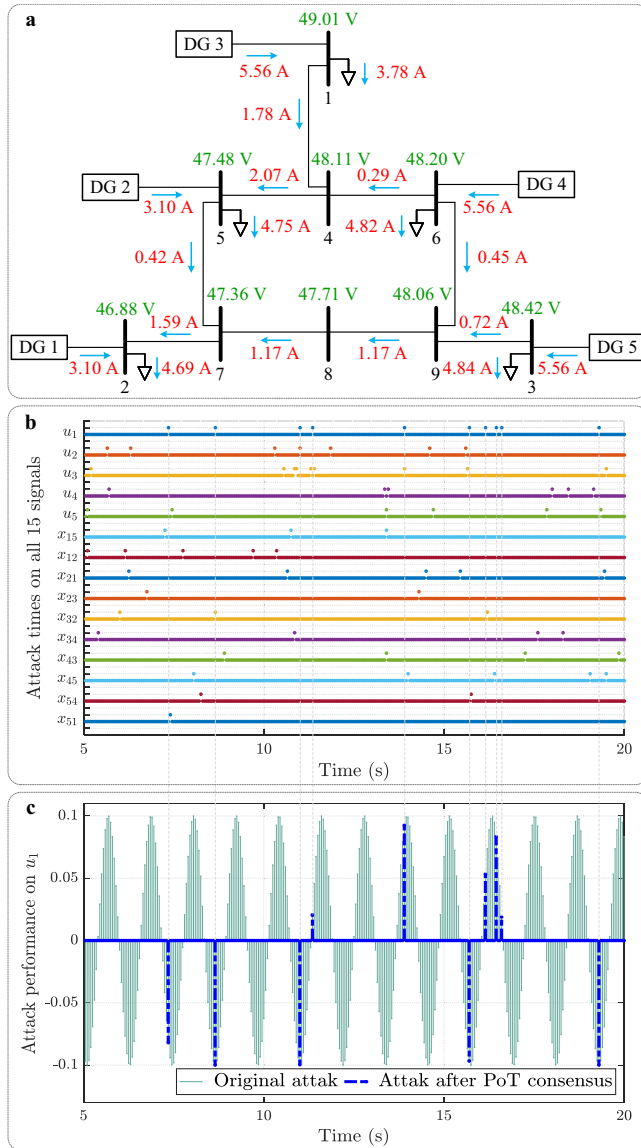 a
49.01 V
DG 3
5.56 A
3.78 A
1
1.78 A
47.48 V
48.11 V
48.20 V
DG 2
2.07 A
0.29 A
DG 4
3.10 A
5
4.75 A
4
4.82 A
6
5.56 A
0.42 A
0.45 A
46.88 V
47.36 V
47.71 V
48.06 V
48.42 V
DG 1
1.59 A
0.72 A
DG 5
3.10 A
2
4.69 A
7
1.17 A
8
1.17 A
9
4.84 A
3
5.56 A
b
Attack times on all 15 signals
u1
u2
u3
u4
u5
x15
x12
x21
x23
x32
x34
x43
x45
x54
x51
5 10 15 20
Time (s)
c
Attack performance on u1
0.1
0.05
0
-0.05
-0.1
Original attak
Attak after PoT consensus
5 10 15 20
Time (s)